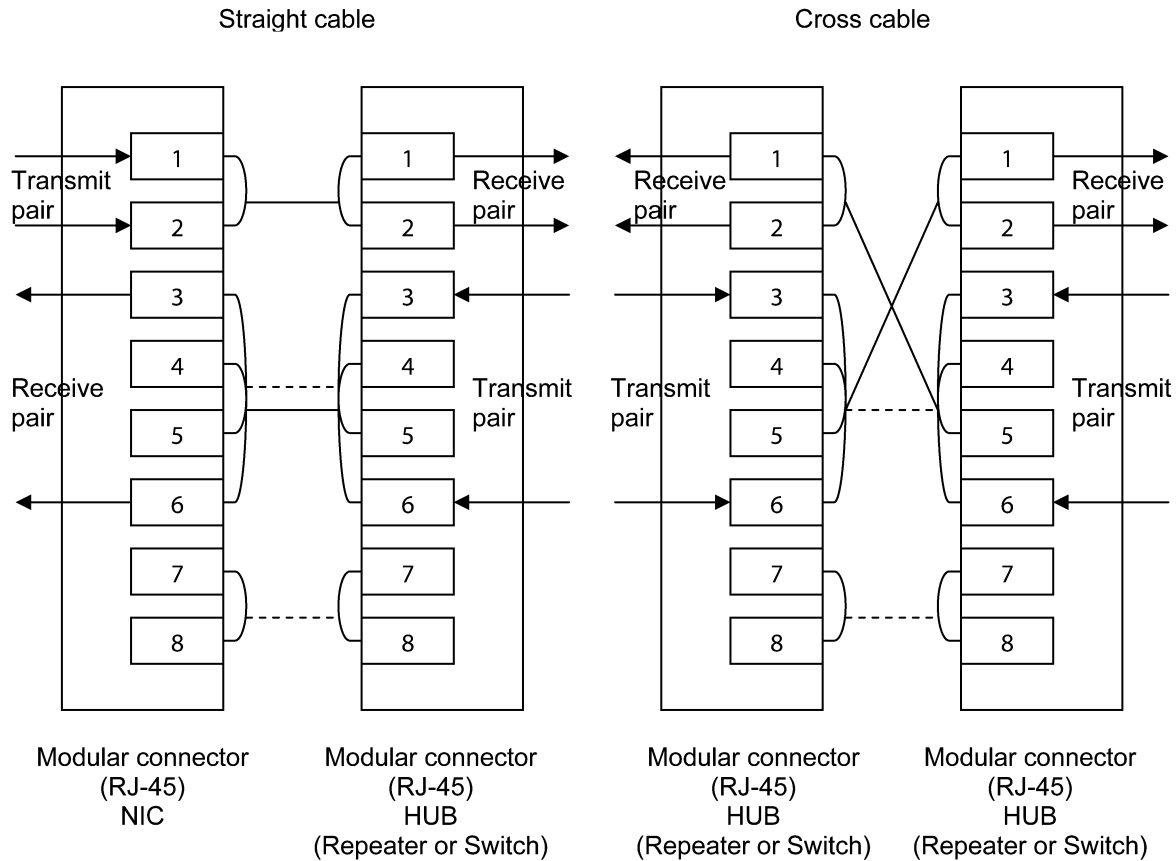 Straight cable
Cross cable
1
2
3
4
5
6
7
8
Transmit
pair
Receive
pair
1
2
3
4
5
6
7
8
Receive
pair
Transmit
pair
1
2
3
4
5
6
7
8
Receive
pair
Transmit
pair
1
2
3
4
5
6
7
8
Receive
pair
Transmit
pair
Modular connector
(RJ-45)
NIC
Modular connector
(RJ-45)
HUB
(Repeater or Switch)
Modular connector
(RJ-45)
HUB
(Repeater or Switch)
Modular connector
(RJ-45)
HUB
(Repeater or Switch)